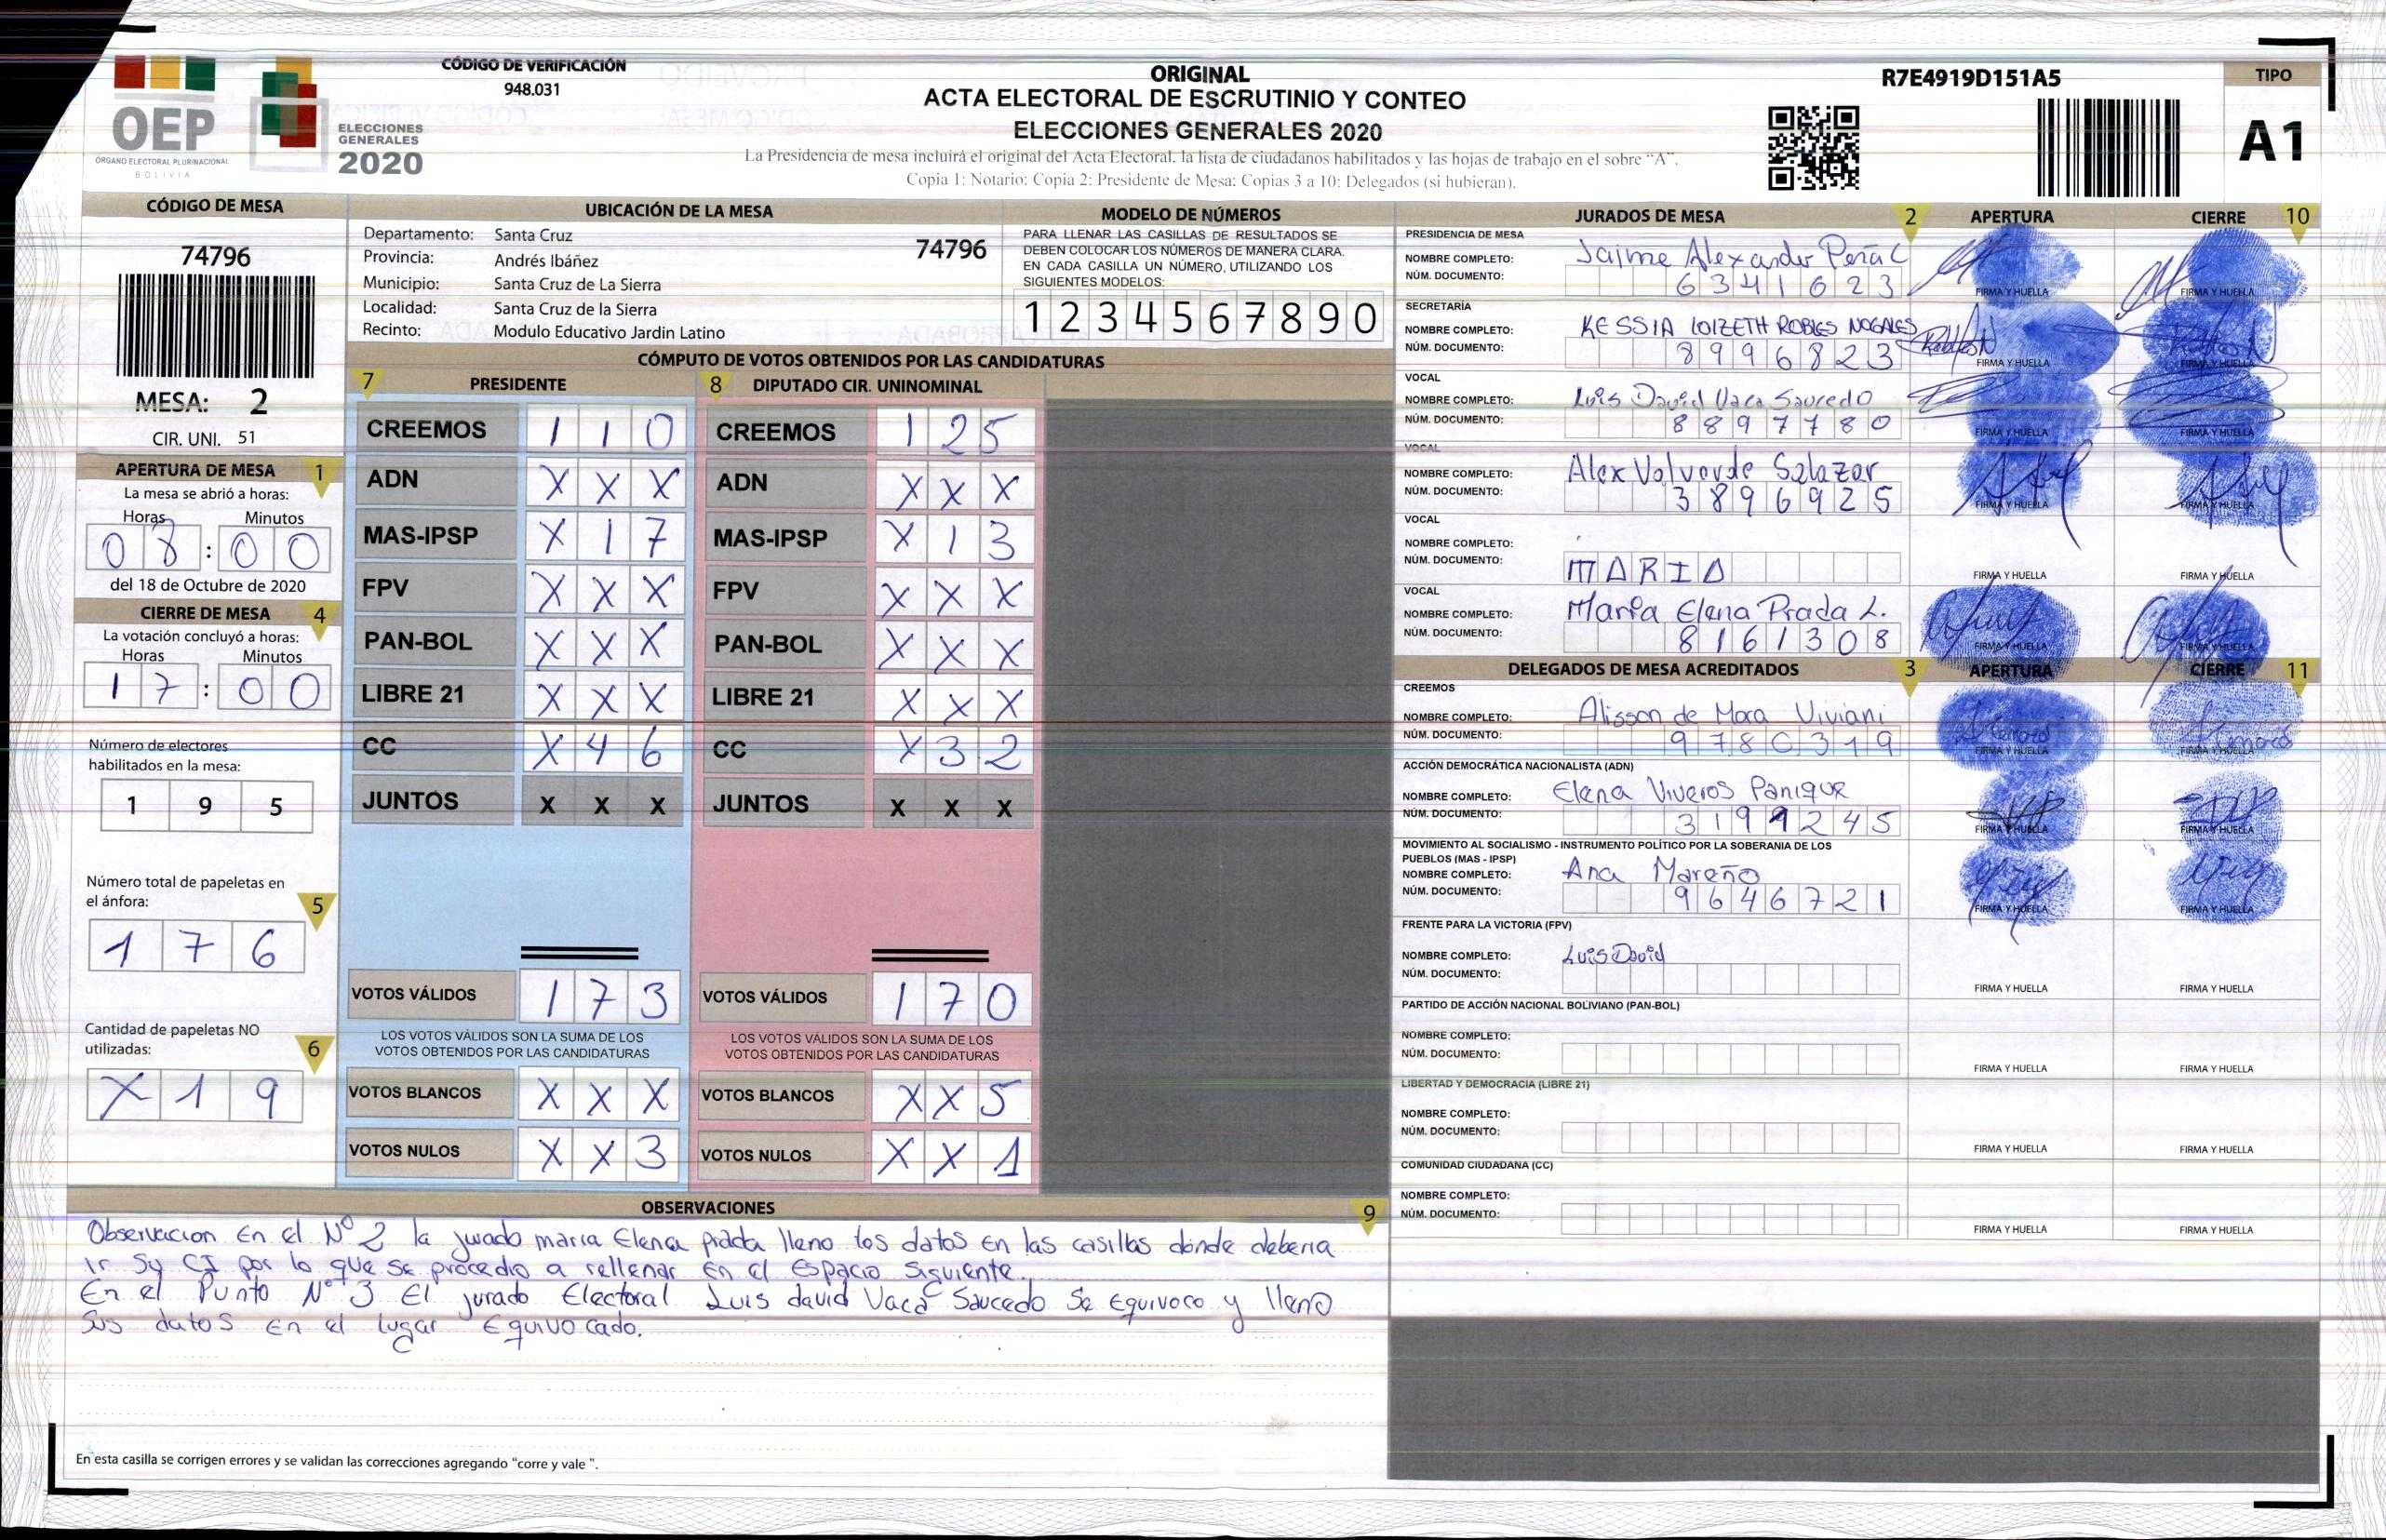 CÓDIGO DE VERIFICACIÓN
948.031
OEP
ÓRGANO ELECTORAL PLURINACIONAL
BOLIVIA
ELECCIONES
GENERALES
2020
ORIGINAL
ACTA ELECTORAL DE ESCRUTINIO Y CONTEO
ELECCIONES GENERALES 2020
La Presidencia de mesa incluirá el original del Acta Electoral, la lista de ciudadanos habilitados y las hojas de trabajo en el sobre "A".
Copia 1: Notario; Copia 2: Presidente de Mesa; Copias 3 a 10: Delegados (si hubieran).
R7E4919D151A5
TIPO
A1
CÓDIGO DE MESA
74796
MESA: 2
CIR. UNI. 51
APERTURA DE MESA 1
La mesa se abrió a horas:
Horas Minutos
08:00
del 18 de Octubre de 2020
CIERRE DE MESA 4
La votación concluyó a horas:
Horas Minutos
17:00
Número de electores
habilitados en la mesa:
1 9 5
Número total de papeletas en
el ánfora: 5
1 7 6
Cantidad de papeletas NO
utilizadas: 6
X 1 9
UBICACIÓN DE LA MESA
Departamento: Santa Cruz
Provincia: Andrés Ibáñez
Municipio: Santa Cruz de La Sierra
Localidad: Santa Cruz de la Sierra
Recinto: Modulo Educativo Jardin Latino
74796
MODELO DE NÚMEROS
PARA LLENAR LAS CASILLAS DE RESULTADOS SE
DEBEN COLOCAR LOS NÚMEROS DE MANERA CLARA.
EN CADA CASILLA UN NÚMERO, UTILIZANDO LOS
SIGUIENTES MODELOS:
1 2 3 4 5 6 7 8 9 0
CÓMPUTO DE VOTOS OBTENIDOS POR LAS CANDIDATURAS
7 PRESIDENTE
CREEMOS 1 1 0
ADN X X X
MAS-IPSP X 1 7
FPV X X X
PAN-BOL X X X
LIBRE 21 X X X
CC X 4 6
JUNTOS X X X
VOTOS VÁLIDOS 1 7 3
LOS VOTOS VÁLIDOS SON LA SUMA DE LOS
VOTOS OBTENIDOS POR LAS CANDIDATURAS
VOTOS BLANCOS X X X
VOTOS NULOS X X 3
8 DIPUTADO CIR. UNINOMINAL
CREEMOS 1 2 5
ADN X X X
MAS-IPSP X 1 3
FPV X X X
PAN-BOL X X X
LIBRE 21 X X X
CC X 3 2
JUNTOS X X X
VOTOS VÁLIDOS 1 7 0
LOS VOTOS VÁLIDOS SON LA SUMA DE LOS
VOTOS OBTENIDOS POR LAS CANDIDATURAS
VOTOS BLANCOS X X 5
VOTOS NULOS X X 1
JURADOS DE MESA 2 APERTURA CIERRE 10
PRESIDENCIA DE MESA
NOMBRE COMPLETO: Jaime Alexander Peña C
NÚM. DOCUMENTO: 6341623
FIRMA Y HUELLA FIRMA Y HUELLA
SECRETARÍA
NOMBRE COMPLETO: KESSIA LOIZETH ROBLES NOGALES
NÚM. DOCUMENTO: 8996823
FIRMA Y HUELLA FIRMA Y HUELLA
VOCAL
NOMBRE COMPLETO: Luis David Vaca Saucedo
NÚM. DOCUMENTO: 8897780
FIRMA Y HUELLA FIRMA Y HUELLA
VOCAL
NOMBRE COMPLETO: Alex Valverde Salazar
NÚM. DOCUMENTO: 3896925
FIRMA Y HUELLA FIRMA Y HUELLA
VOCAL
NOMBRE COMPLETO:
NÚM. DOCUMENTO: MARIA
FIRMA Y HUELLA FIRMA Y HUELLA
VOCAL
NOMBRE COMPLETO: María Elena Prada L.
NÚM. DOCUMENTO: 8161308
FIRMA Y HUELLA FIRMA Y HUELLA
DELEGADOS DE MESA ACREDITADOS 3 APERTURA CIERRE 11
CREEMOS
NOMBRE COMPLETO: Alisson de Mora Viviani
NÚM. DOCUMENTO: 9780319
FIRMA Y HUELLA FIRMA Y HUELLA
ACCIÓN DEMOCRÁTICA NACIONALISTA (ADN)
NOMBRE COMPLETO: Elena Viveros Panique
NÚM. DOCUMENTO: 3199245
FIRMA Y HUELLA FIRMA Y HUELLA
MOVIMIENTO AL SOCIALISMO - INSTRUMENTO POLÍTICO POR LA SOBERANIA DE LOS
PUEBLOS (MAS - IPSP)
NOMBRE COMPLETO: Ana Mareño
NÚM. DOCUMENTO: 9646721
FIRMA Y HUELLA FIRMA Y HUELLA
FRENTE PARA LA VICTORIA (FPV)
NOMBRE COMPLETO: Luis David
NÚM. DOCUMENTO:
FIRMA Y HUELLA FIRMA Y HUELLA
PARTIDO DE ACCIÓN NACIONAL BOLIVIANO (PAN-BOL)
NOMBRE COMPLETO:
NÚM. DOCUMENTO:
FIRMA Y HUELLA FIRMA Y HUELLA
LIBERTAD Y DEMOCRACIA (LIBRE 21)
NOMBRE COMPLETO:
NÚM. DOCUMENTO:
FIRMA Y HUELLA FIRMA Y HUELLA
COMUNIDAD CIUDADANA (CC)
NOMBRE COMPLETO:
NÚM. DOCUMENTO:
FIRMA Y HUELLA FIRMA Y HUELLA
OBSERVACIONES 9
Observacion En el Nº 2 la jurado maria Elena prada lleno los datos en las casillas donde deberia
ir su CI por lo que se procedio a rellenar en el Espacio siguiente.
En el Punto Nº 3 El jurado Electoral Luis david Vaca Saucedo se equivoco y lleno
sus datos en el lugar Equivocado.
En esta casilla se corrigen errores y se validan las correcciones agregando "corre y vale ".